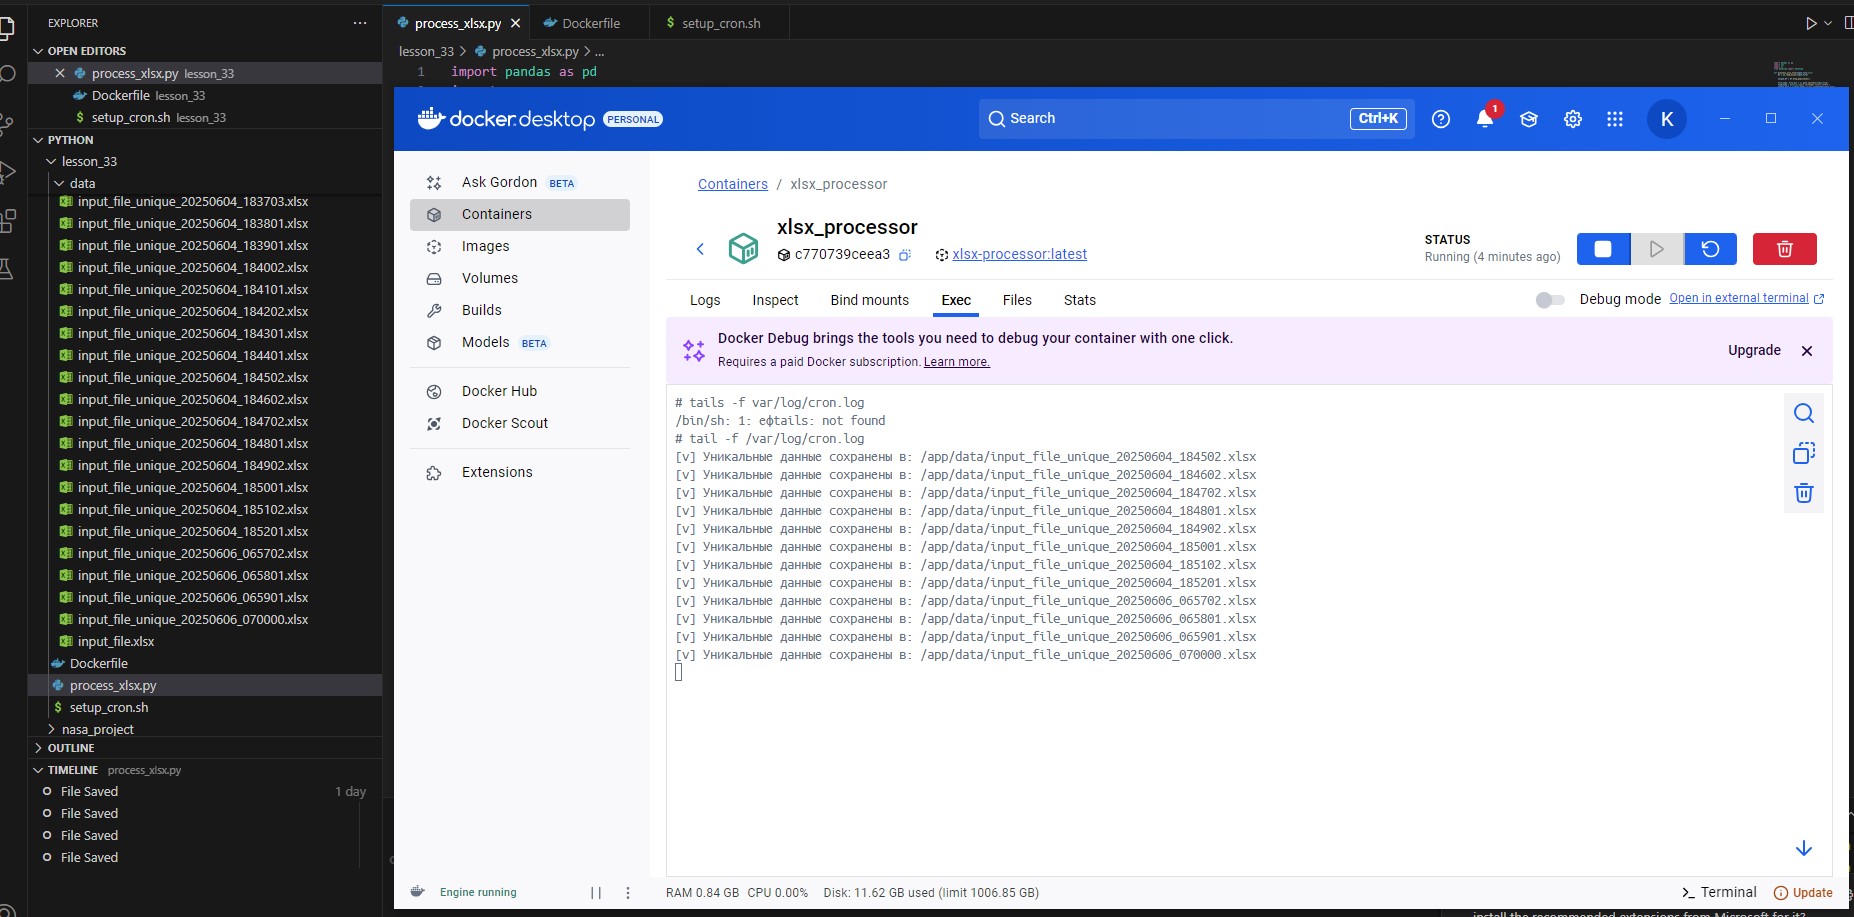 EXPLORER
OPEN EDITORS
process_xlsx.py lesson_33
Dockerfile lesson_33
setup_cron.sh lesson_33
PYTHON
lesson_33
data
input_file_unique_20250604_183703.xlsx
input_file_unique_20250604_183801.xlsx
input_file_unique_20250604_183901.xlsx
input_file_unique_20250604_184002.xlsx
input_file_unique_20250604_184101.xlsx
input_file_unique_20250604_184202.xlsx
input_file_unique_20250604_184301.xlsx
input_file_unique_20250604_184401.xlsx
input_file_unique_20250604_184502.xlsx
input_file_unique_20250604_184602.xlsx
input_file_unique_20250604_184702.xlsx
input_file_unique_20250604_184801.xlsx
input_file_unique_20250604_184902.xlsx
input_file_unique_20250604_185001.xlsx
input_file_unique_20250604_185102.xlsx
input_file_unique_20250604_185201.xlsx
input_file_unique_20250606_065702.xlsx
input_file_unique_20250606_065801.xlsx
input_file_unique_20250606_065901.xlsx
input_file_unique_20250606_070000.xlsx
input_file.xlsx
Dockerfile
process_xlsx.py
$ setup_cron.sh
nasa_project
OUTLINE
TIMELINE process_xlsx.py
File Saved 1 day
File Saved
File Saved
File Saved
process_xlsx.py Dockerfile $ setup_cron.sh
lesson_33 > process_xlsx.py > ...
1 import pandas as pd
docker.desktop PERSONAL
Search Ctrl+K
1
K
Ask Gordon BETA
Containers
Images
Volumes
Builds
Models BETA
Docker Hub
Docker Scout
Extensions
Containers / xlsx_processor
xlsx_processor
c770739ceea3 xlsx-processor:latest
STATUS
Running (4 minutes ago)
Logs Inspect Bind mounts Exec Files Stats
Debug mode Open in external terminal
Docker Debug brings the tools you need to debug your container with one click.
Requires a paid Docker subscription. Learn more.
Upgrade
# tails -f var/log/cron.log
/bin/sh: 1: eфtails: not found
# tail -f /var/log/cron.log
[v] Уникальные данные сохранены в: /app/data/input_file_unique_20250604_184502.xlsx
[v] Уникальные данные сохранены в: /app/data/input_file_unique_20250604_184602.xlsx
[v] Уникальные данные сохранены в: /app/data/input_file_unique_20250604_184702.xlsx
[v] Уникальные данные сохранены в: /app/data/input_file_unique_20250604_184801.xlsx
[v] Уникальные данные сохранены в: /app/data/input_file_unique_20250604_184902.xlsx
[v] Уникальные данные сохранены в: /app/data/input_file_unique_20250604_185001.xlsx
[v] Уникальные данные сохранены в: /app/data/input_file_unique_20250604_185102.xlsx
[v] Уникальные данные сохранены в: /app/data/input_file_unique_20250604_185201.xlsx
[v] Уникальные данные сохранены в: /app/data/input_file_unique_20250606_065702.xlsx
[v] Уникальные данные сохранены в: /app/data/input_file_unique_20250606_065801.xlsx
[v] Уникальные данные сохранены в: /app/data/input_file_unique_20250606_065901.xlsx
[v] Уникальные данные сохранены в: /app/data/input_file_unique_20250606_070000.xlsx
Engine running
RAM 0.84 GB CPU 0.00% Disk: 11.62 GB used (limit 1006.85 GB)
Terminal Update
install the recommended extensions from Microsoft for it?